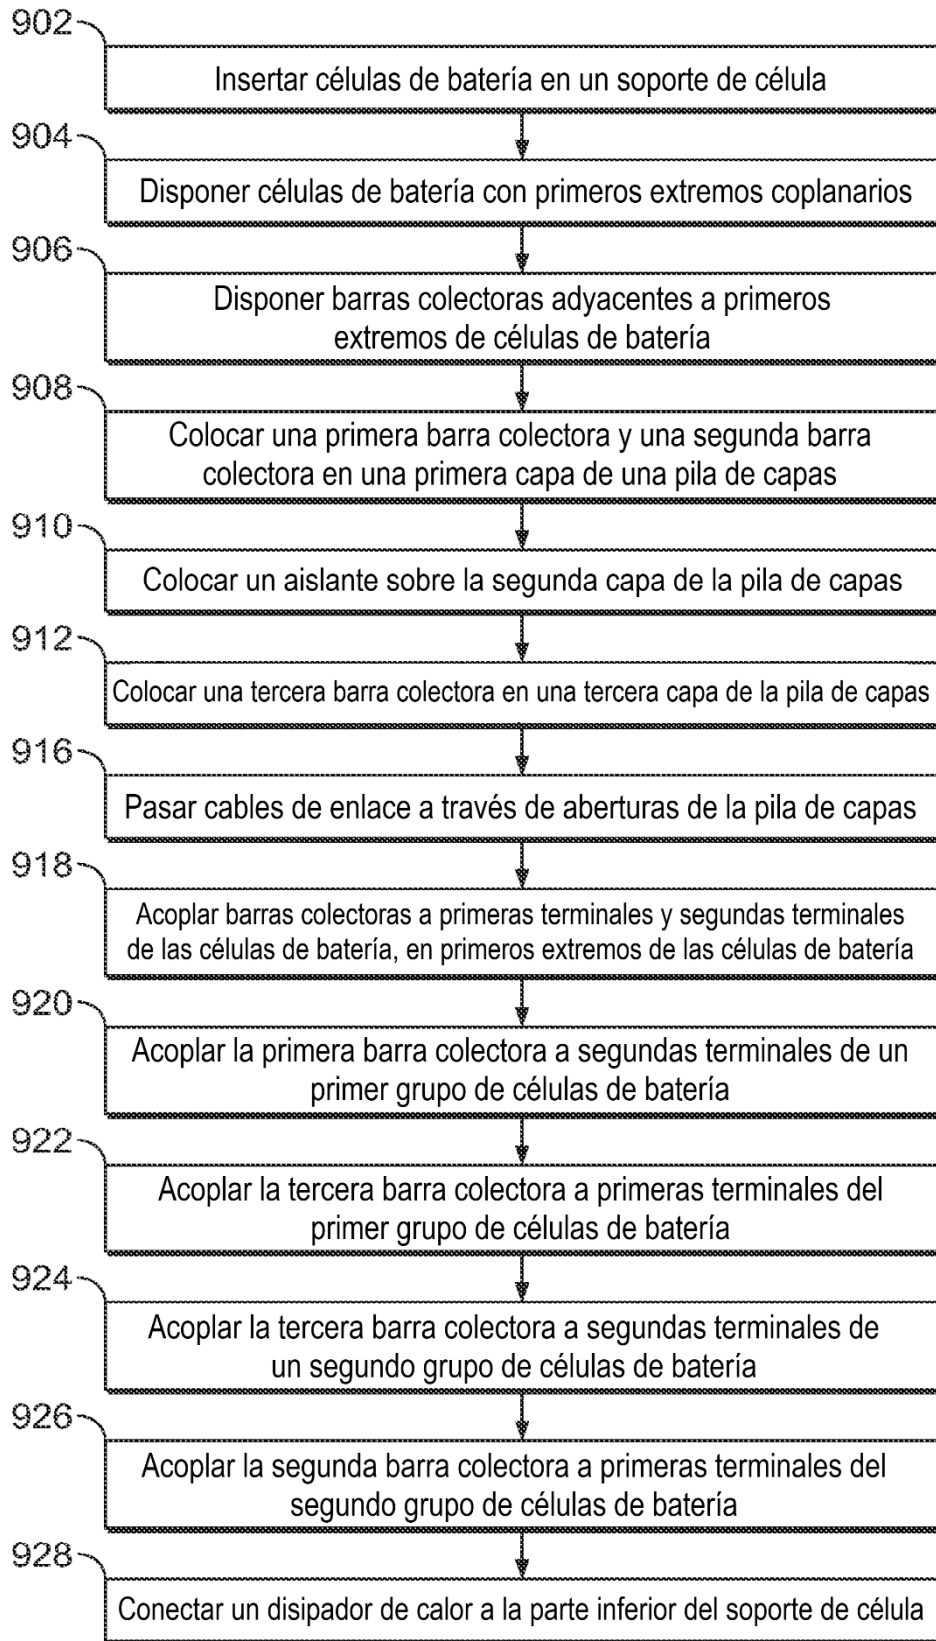 902
Insertar células de batería en un soporte de célula
904
Disponer células de batería con primeros extremos coplanarios
906
Disponer barras colectoras adyacentes a primeros
extremos de células de batería
908
Colocar una primera barra colectora y una segunda barra
colectora en una primera capa de una pila de capas
910
Colocar un aislante sobre la segunda capa de la pila de capas
912
Colocar una tercera barra colectora en una tercera capa de la pila de capas
916
Pasar cables de enlace a través de aberturas de la pila de capas
918
Acoplar barras colectoras a primeras terminales y segundas terminales
de las células de batería, en primeros extremos de las células de batería
920
Acoplar la primera barra colectora a segundas terminales de un
primer grupo de células de batería
922
Acoplar la tercera barra colectora a primeras terminales del
primer grupo de células de batería
924
Acoplar la tercera barra colectora a segundas terminales de
un segundo grupo de células de batería
926
Acoplar la segunda barra colectora a primeras terminales del
segundo grupo de células de batería
928
Conectar un disipador de calor a la parte inferior del soporte de célula